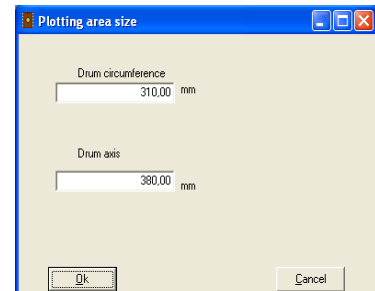 Plotting area size
Drum circumference
310,00 mm
Drum axis
380,00 mm
Ok Cancel